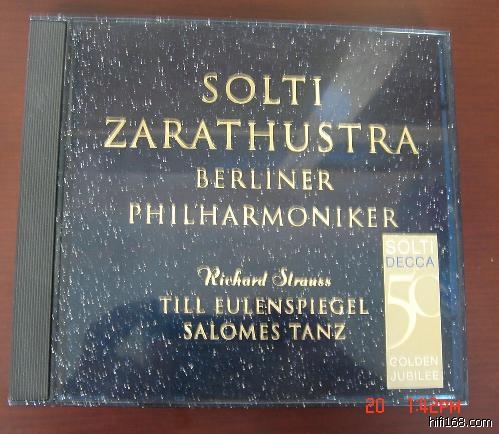 SOLTI
ZARATHUSTRA
BERLINER
PHILHARMONIKER
Richard Strauss
TILL EULENSPIEGEL
SALOMES TANZ
SOLTI
DECCA
50
GOLDEN
JUBILEE
20 1:42PM
hifi168.com